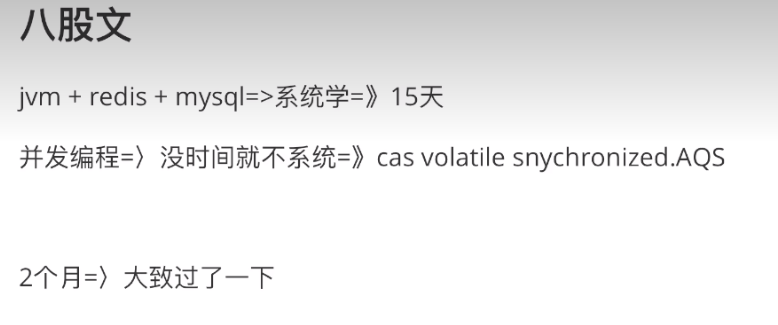 八股文
jvm + redis + mysql=>系统学=》15天
并发编程=〉没时间就不系统=》cas volatile snychronized.AQS
2个月=〉大致过了一下